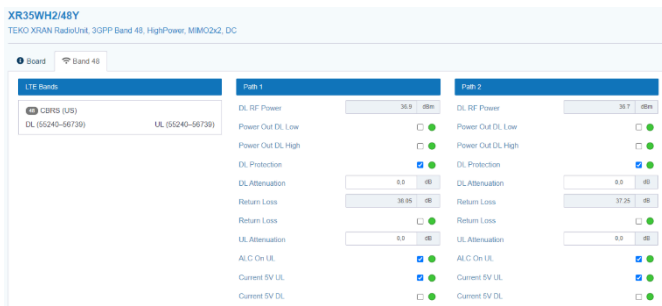 XR35WH2/48Y
TEKO XRAN RadioUnit, 3GPP Band 48, HighPower, MIMO2x2, DC
Board Band 48
LTE Bands
48 CBRS (US)
DL (55240–56739) UL (55240–56739)
Path 1
DL RF Power 36.9 dBm
Power Out DL Low
Power Out DL High
DL Protection
DL Attenuation 0,0 dB
Return Loss 38.05 dB
Return Loss
UL Attenuation 0,0 dB
ALC On UL
Current 5V UL
Current 5V DL
Path 2
DL RF Power 36.7 dBm
Power Out DL Low
Power Out DL High
DL Protection
DL Attenuation 0,0 dB
Return Loss 37.25 dB
Return Loss
UL Attenuation 0,0 dB
ALC On UL
Current 5V UL
Current 5V DL